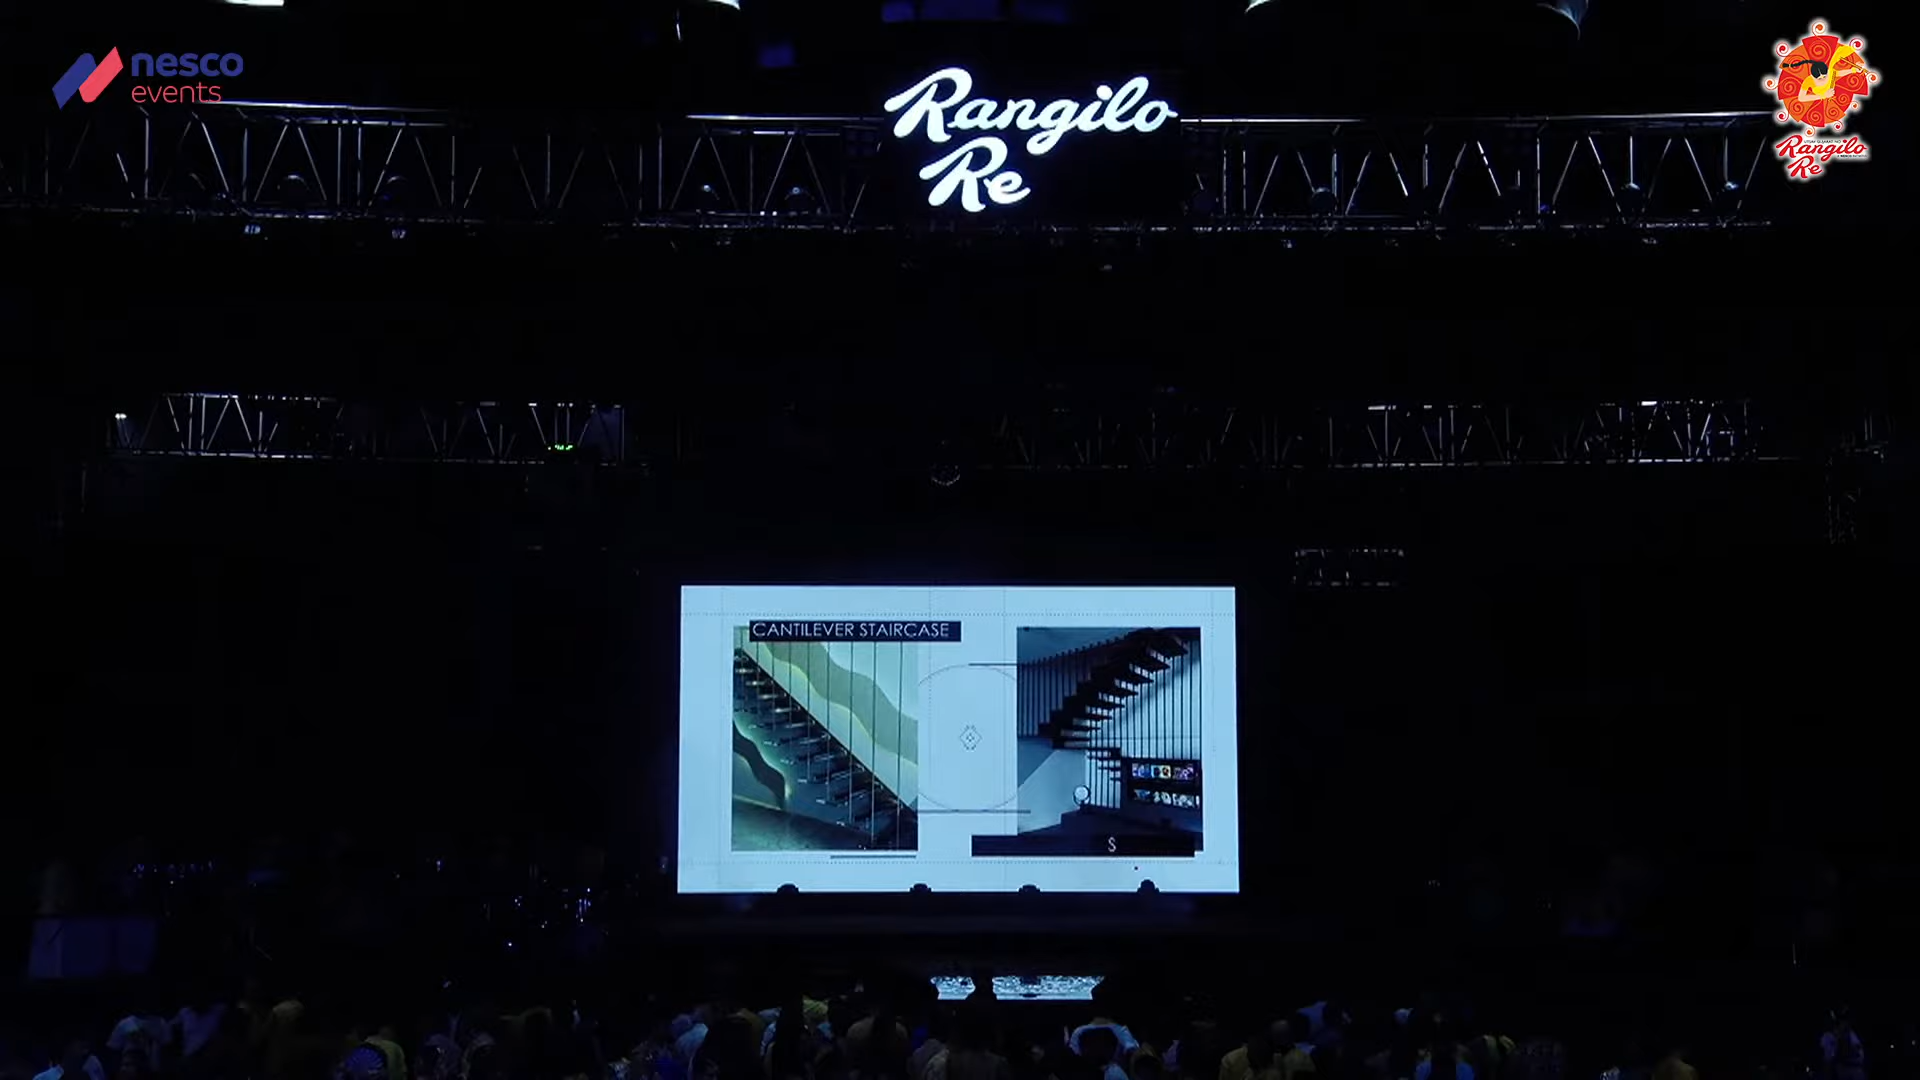 nesco
events
Rangilo
Re
Rangilo
Re
CANTILEVER STAIRCASE
S